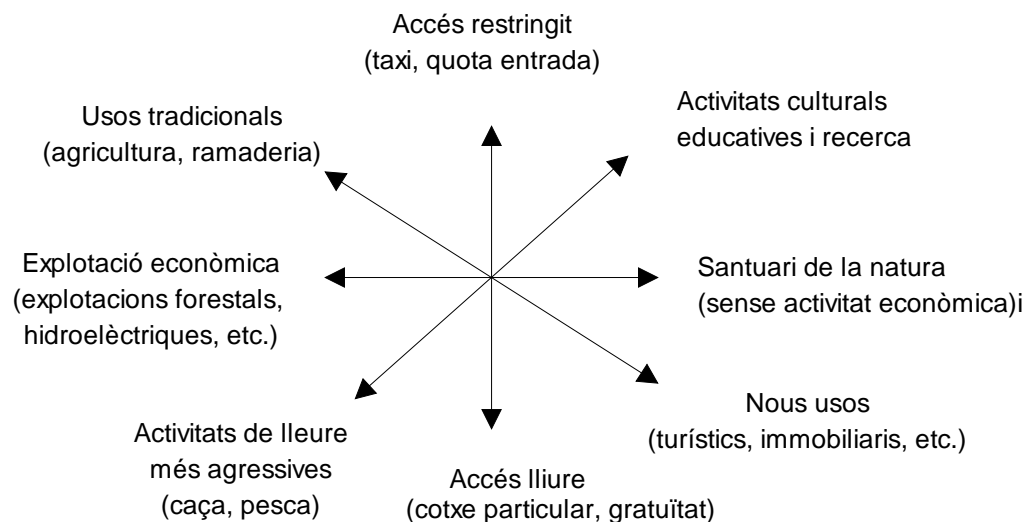 Accés restringit
(taxi, quota entrada)
Activitats culturals
educatives i recerca
Usos tradicionals
(agricultura, ramaderia)
Explotació econòmica
(explotacions forestals,
hidroelèctriques, etc.)
Santuari de la natura
(sense activitat econòmica)i
Nous usos
(turístics, immobiliaris, etc.)
Activitats de lleure
més agressives
(caça, pesca)
Accés lliure
(cotxe particular, gratuïtat)